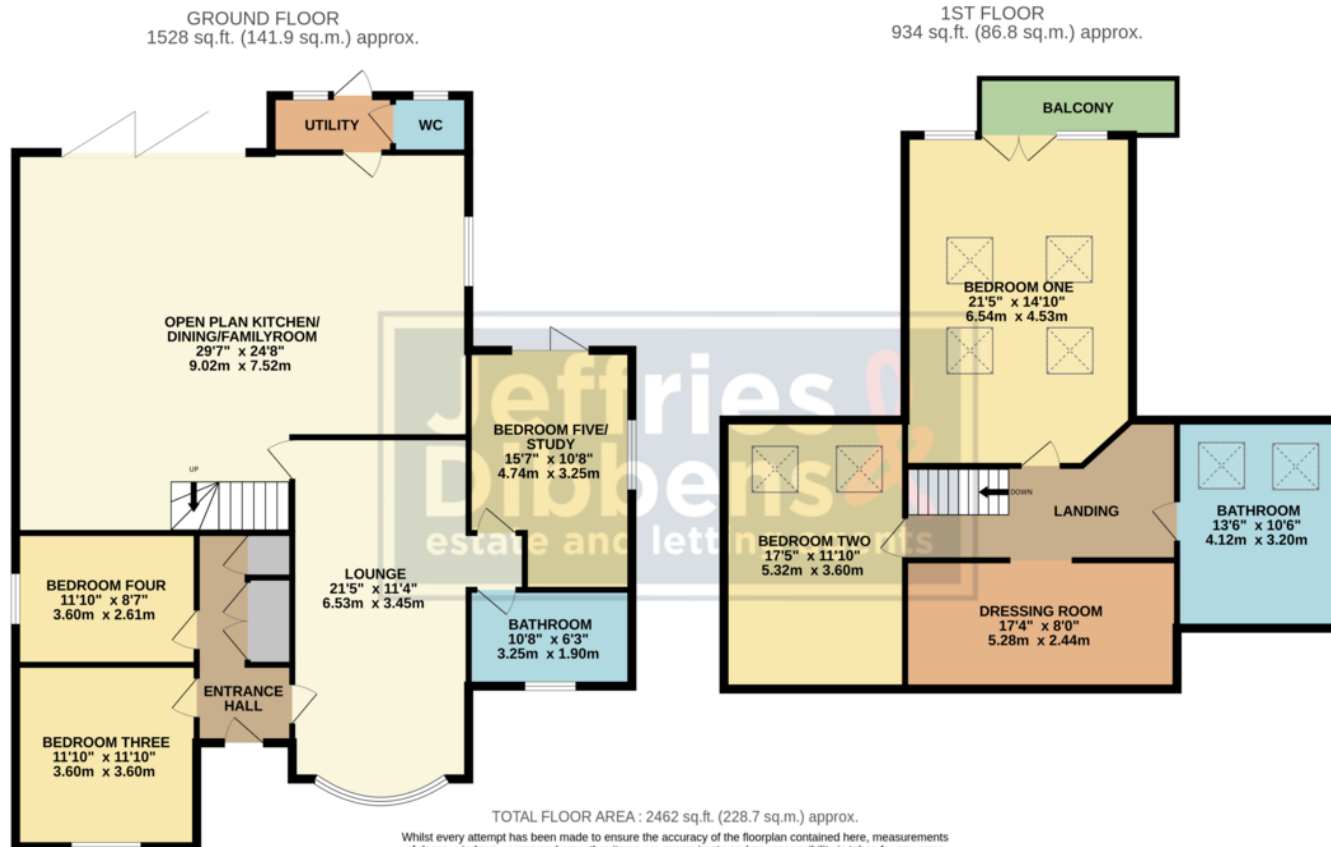 GROUND FLOOR
1528 sq.ft. (141.9 sq.m.) approx.
UTILITY
WC
OPEN PLAN KITCHEN/
DINING/FAMILYROOM
29'7" x 24'8"
9.02m x 7.52m
UP
BEDROOM FIVE/
STUDY
15'7" x 10'8"
4.74m x 3.25m
BEDROOM FOUR
11'10" x 8'7"
3.60m x 2.61m
LOUNGE
21'5" x 11'4"
6.53m x 3.45m
BATHROOM
10'8" x 6'3"
3.25m x 1.90m
ENTRANCE
HALL
BEDROOM THREE
11'10" x 11'10"
3.60m x 3.60m
1ST FLOOR
934 sq.ft. (86.8 sq.m.) approx.
BALCONY
BEDROOM ONE
21'5" x 14'10"
6.54m x 4.53m
BEDROOM TWO
17'5" x 11'10"
5.32m x 3.60m
DOWN
LANDING
BATHROOM
13'6" x 10'6"
4.12m x 3.20m
DRESSING ROOM
17'4" x 8'0"
5.28m x 2.44m
Jeffries
Dibbens &
estate and letting agents
TOTAL FLOOR AREA : 2462 sq.ft. (228.7 sq.m.) approx.
Whilst every attempt has been made to ensure the accuracy of the floorplan contained here, measurements